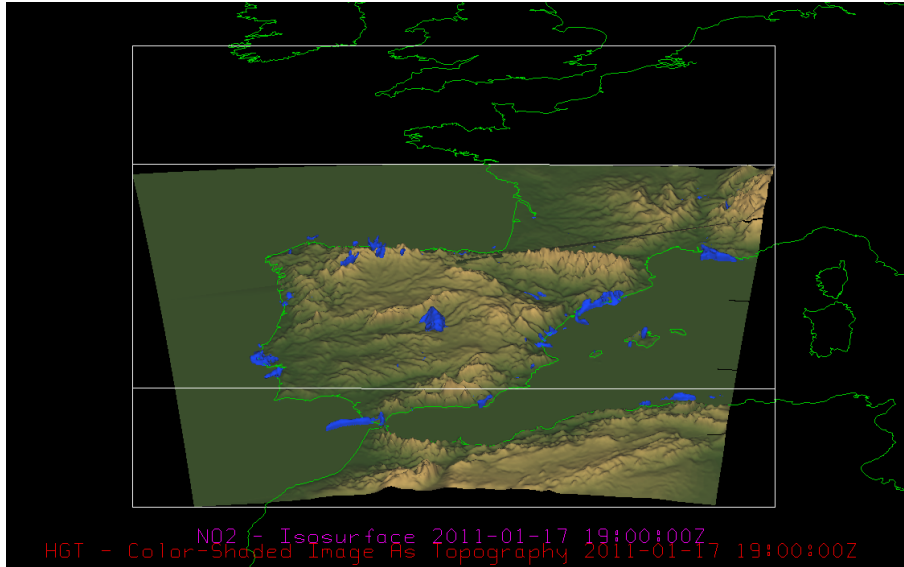 NO2 - Isosurface 2011-01-17 19:00:00Z
HGT - Color-Shaded Image As Topography 2011-01-17 19:00:00Z